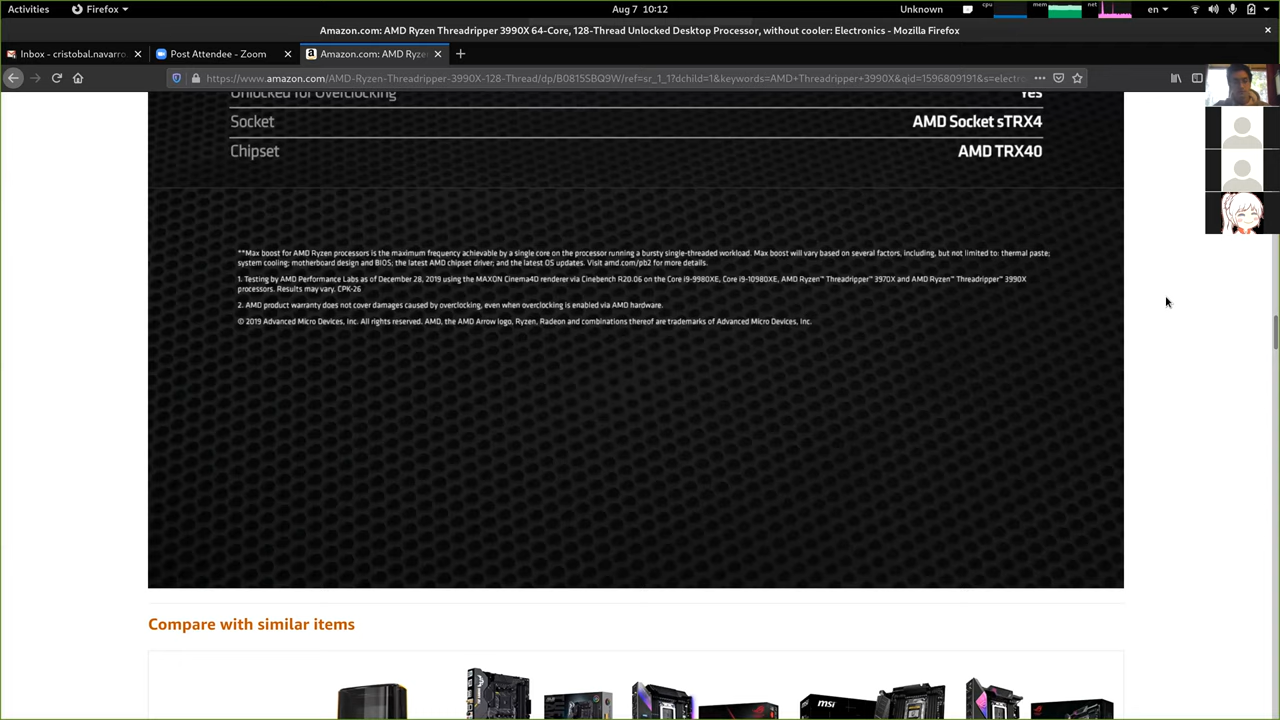 Activities Firefox Aug 7 10:12 Unknown cpu mem net en
Amazon.com: AMD Ryzen Threadripper 3990X 64-Core, 128-Thread Unlocked Desktop Processor, without cooler: Electronics - Mozilla Firefox
Inbox - cristobal.navarro Post Attendee - Zoom Amazon.com: AMD Ryze
https://www.amazon.com/AMD-Ryzen-Threadripper-3990X-128-Thread/dp/B0815SBQ9W/ref=sr_1_1?dchild=1&keywords=AMD+Threadripper+3990X&qid=1596809191&s=electro
Unlocked for Overclocking Yes
Socket AMD Socket sTRX4
Chipset AMD TRX40
**Max boost for AMD Ryzen processors is the maximum frequency achievable by a single core on the processor running a bursty single-threaded workload. Max boost will vary based on several factors, including, but not limited to: thermal paste;
system cooling; motherboard design and BIOS; the latest AMD chipset driver; and the latest OS updates. Visit amd.com/pb2 for more details.
1. Testing by AMD Performance Labs as of December 28, 2019 using the MAXON Cinema4D renderer via Cinebench R20.06 on the Core i9-9980XE, Core i9-10980XE, AMD Ryzen™ Threadripper™ 3970X and AMD Ryzen™ Threadripper™ 3990X
processors. Results may vary. CPK-26
2. AMD product warranty does not cover damages caused by overclocking, even when overclocking is enabled via AMD hardware.
© 2019 Advanced Micro Devices, Inc. All rights reserved. AMD, the AMD Arrow logo, Ryzen, Radeon and combinations thereof are trademarks of Advanced Micro Devices, Inc.
Compare with similar items
msi